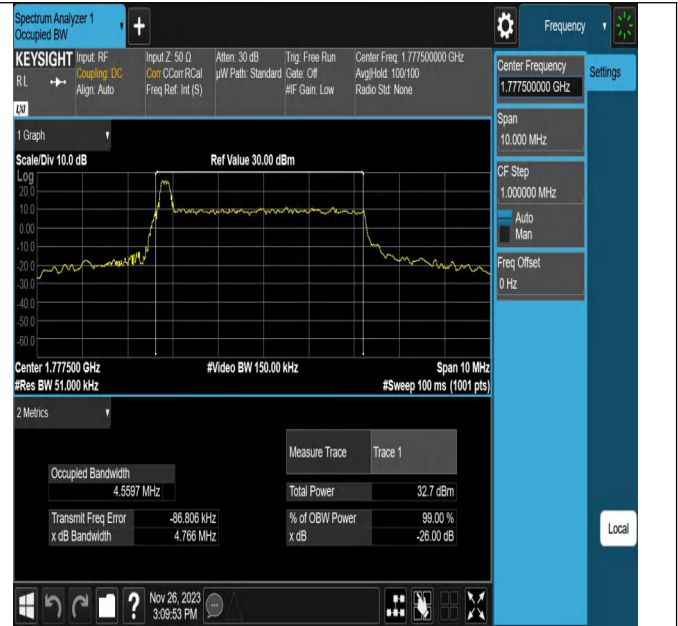 Spectrum Analyzer 1
Occupied BW
Frequency
KEYSIGHT
RL
LXI
Input: RF
Coupling: DC
Align: Auto
Input Z: 50 Ω
Corr CCorr RCal
Freq Ref: Int (S)
Atten: 30 dB
µW Path: Standard
Trig: Free Run
Gate: Off
#IF Gain: Low
Center Freq: 1.777500000 GHz
Avg|Hold: 100/100
Radio Std: None
Center Frequency
1.777500000 GHz
Settings
Span
10.000 MHz
CF Step
1.000000 MHz
Auto
Man
Freq Offset
0 Hz
1 Graph
Scale/Div 10.0 dB
Ref Value 30.00 dBm
Log
20.0
10.0
0.00
-10.0
-20.0
-30.0
-40.0
-50.0
-60.0
Center 1.777500 GHz
#Video BW 150.00 kHz
Span 10 MHz
#Res BW 51.000 kHz
#Sweep 100 ms (1001 pts)
2 Metrics
Measure Trace Trace 1
Occupied Bandwidth
4.5597 MHz
Total Power 32.7 dBm
Transmit Freq Error -86.806 kHz
% of OBW Power 99.00 %
x dB Bandwidth 4.766 MHz
x dB -26.00 dB
Local
Nov 26, 2023
3:09:53 PM